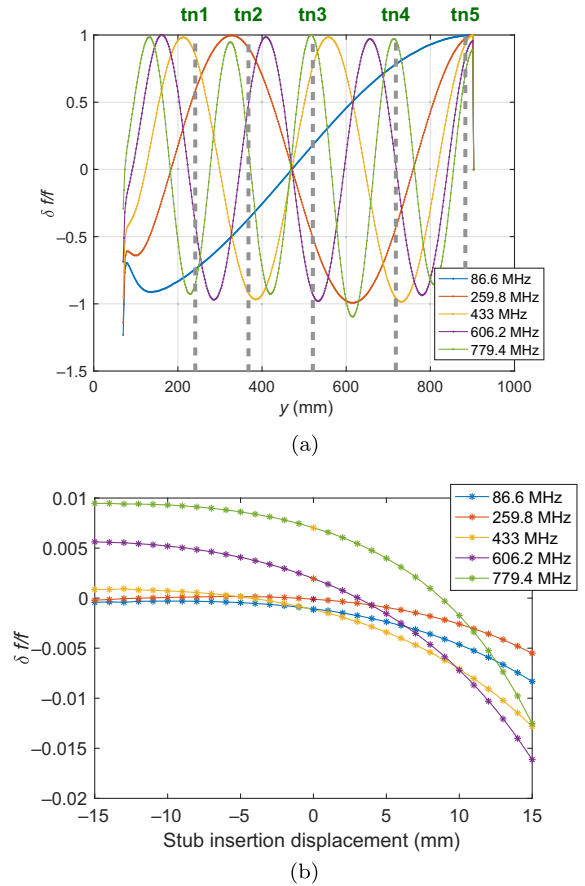 tn1 tn2 tn3 tn4 tn5
1
0.5
0
−0.5
−1
−1.5
δ f/f
0 200 400 600 800 1000
y (mm)
86.6 MHz
259.8 MHz
433 MHz
606.2 MHz
779.4 MHz
(a)
0.01
0.005
0
−0.005
−0.01
−0.015
−0.02
δ f/f
−15 −10 −5 0 5 10 15
Stub insertion displacement (mm)
86.6 MHz
259.8 MHz
433 MHz
606.2 MHz
779.4 MHz
(b)